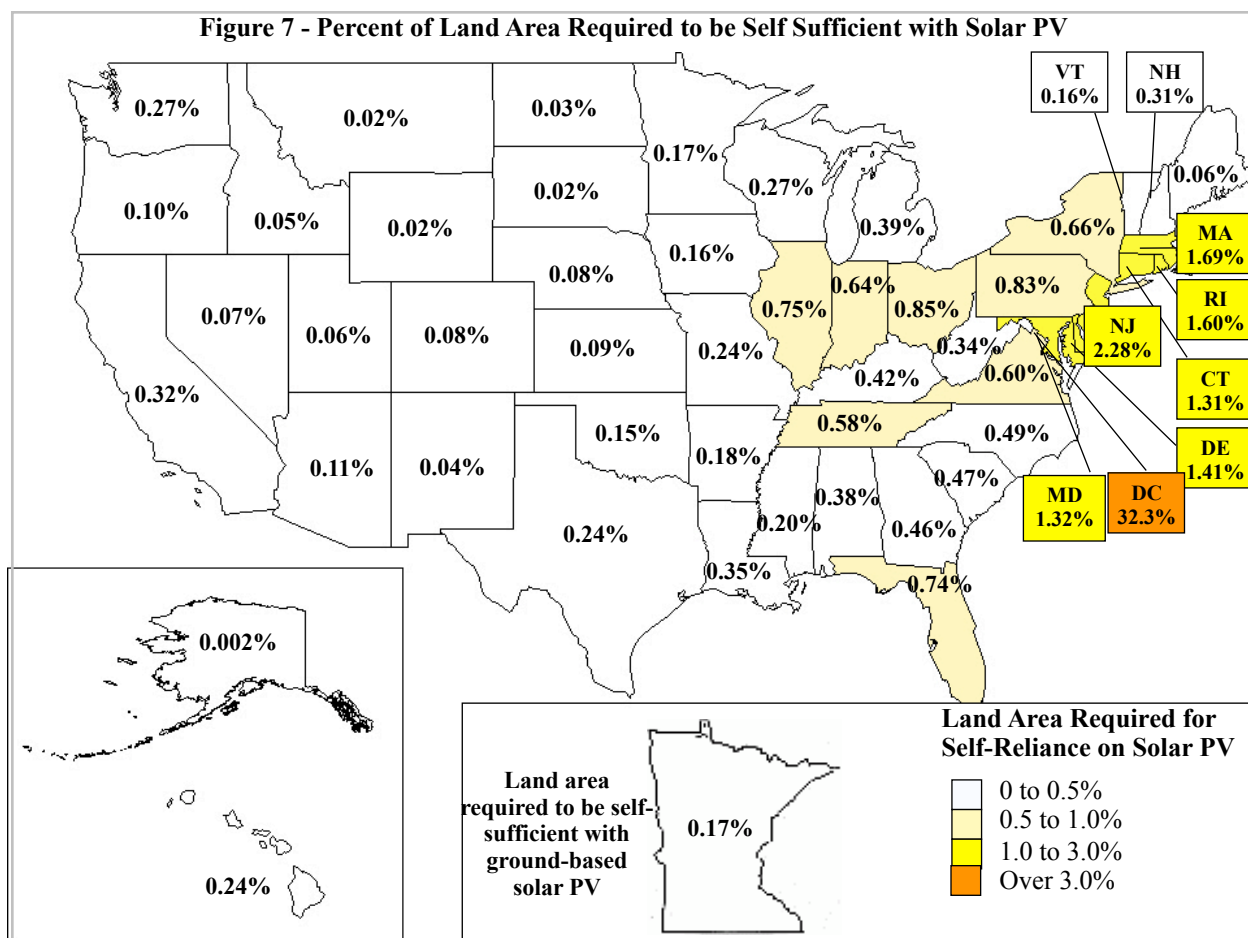 Figure 7 - Percent of Land Area Required to be Self Sufficient with Solar PV
VT
0.16%
NH
0.31%
0.27%
0.02%
0.03%
0.17%
0.27%
0.06%
0.10%
0.05%
0.02%
0.02%
0.39%
0.66%
MA
1.69%
0.16%
0.08%
0.75%
0.64%
0.85%
0.83%
RI
1.60%
0.07%
0.06%
0.08%
0.09%
0.24%
0.34%
NJ
2.28%
0.32%
0.42%
0.60%
CT
1.31%
0.11%
0.04%
0.15%
0.18%
0.58%
0.49%
DE
1.41%
0.24%
0.20%
0.38%
0.47%
MD
1.32%
DC
32.3%
0.35%
0.46%
0.74%
0.002%
0.24%
Land area
required to be self-
sufficient with
ground-based
solar PV
0.17%
Land Area Required for
Self-Reliance on Solar PV
0 to 0.5%
0.5 to 1.0%
1.0 to 3.0%
Over 3.0%